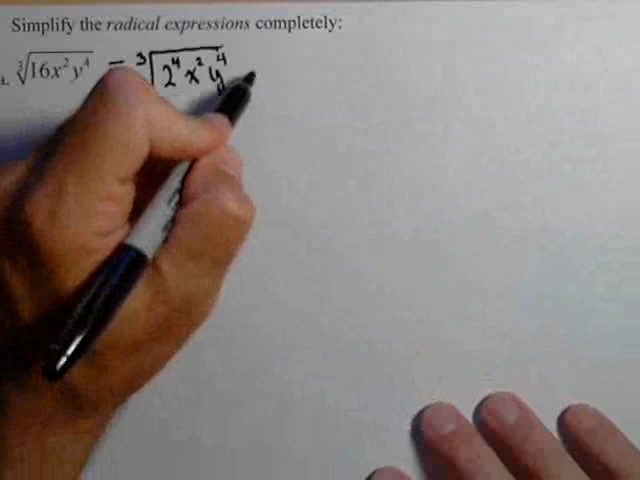 Simplify the radical expressions completely:
∛16x²y⁴ = ∛2⁴x²y⁴